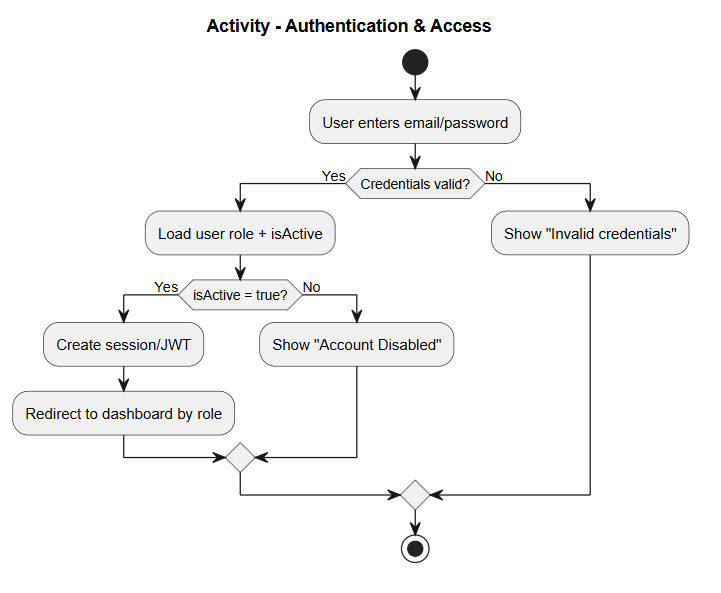 Activity - Authentication & Access
User enters email/password
Credentials valid?
Yes
No
Load user role + isActive
Show "Invalid credentials"
isActive = true?
Yes
No
Create session/JWT
Show "Account Disabled"
Redirect to dashboard by role